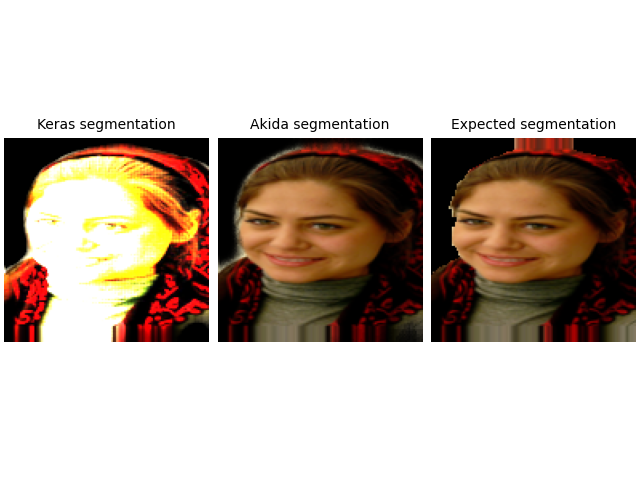 Keras segmentation
Akida segmentation
Expected segmentation